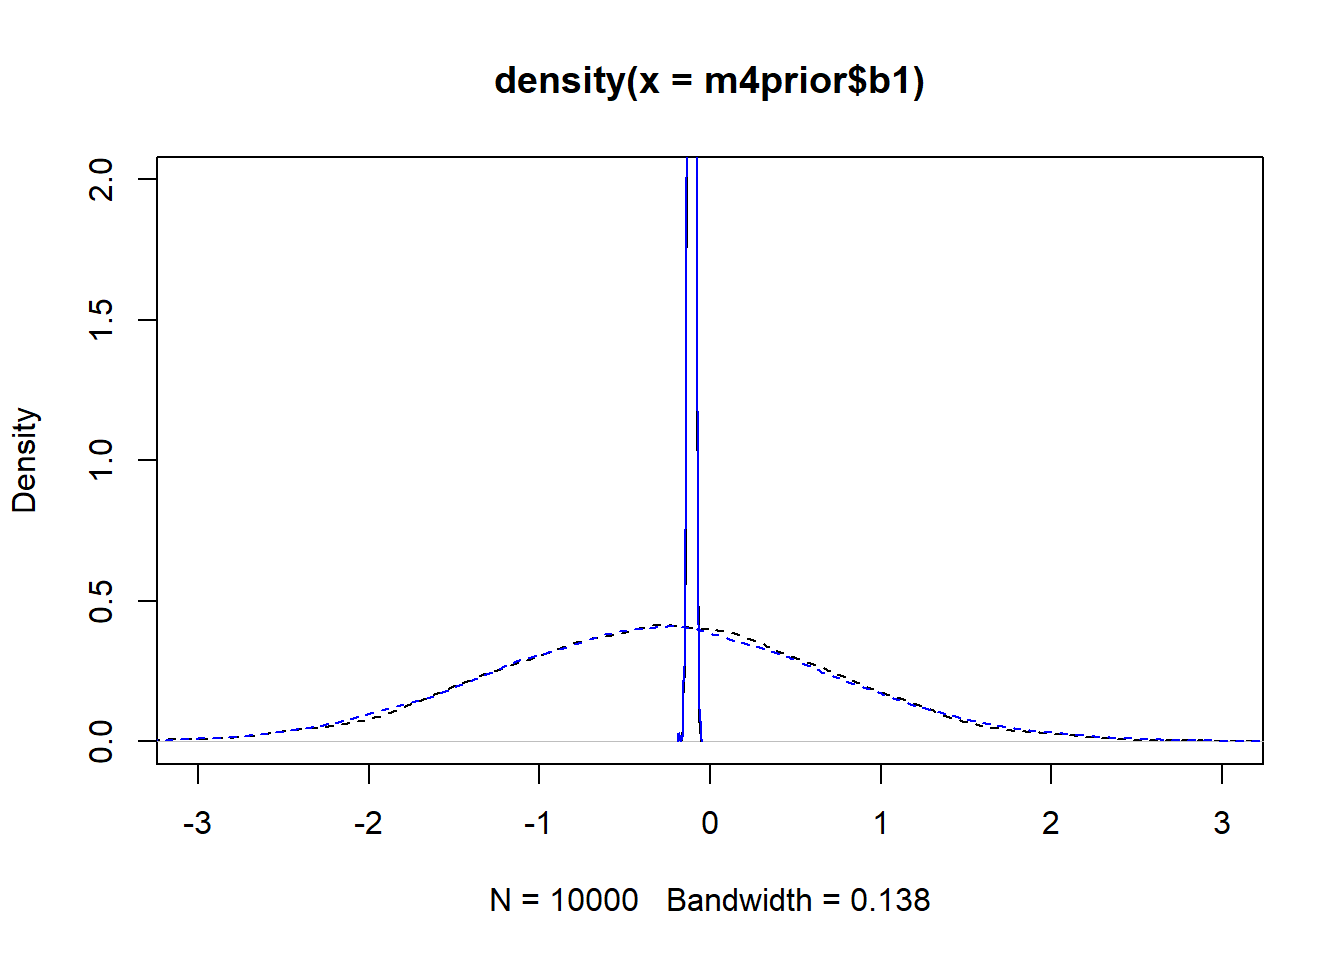 density(x = m4prior$b1)
Density
2.0
1.5
1.0
0.5
0.0
-3 -2 -1 0 1 2 3
N = 10000 Bandwidth = 0.138